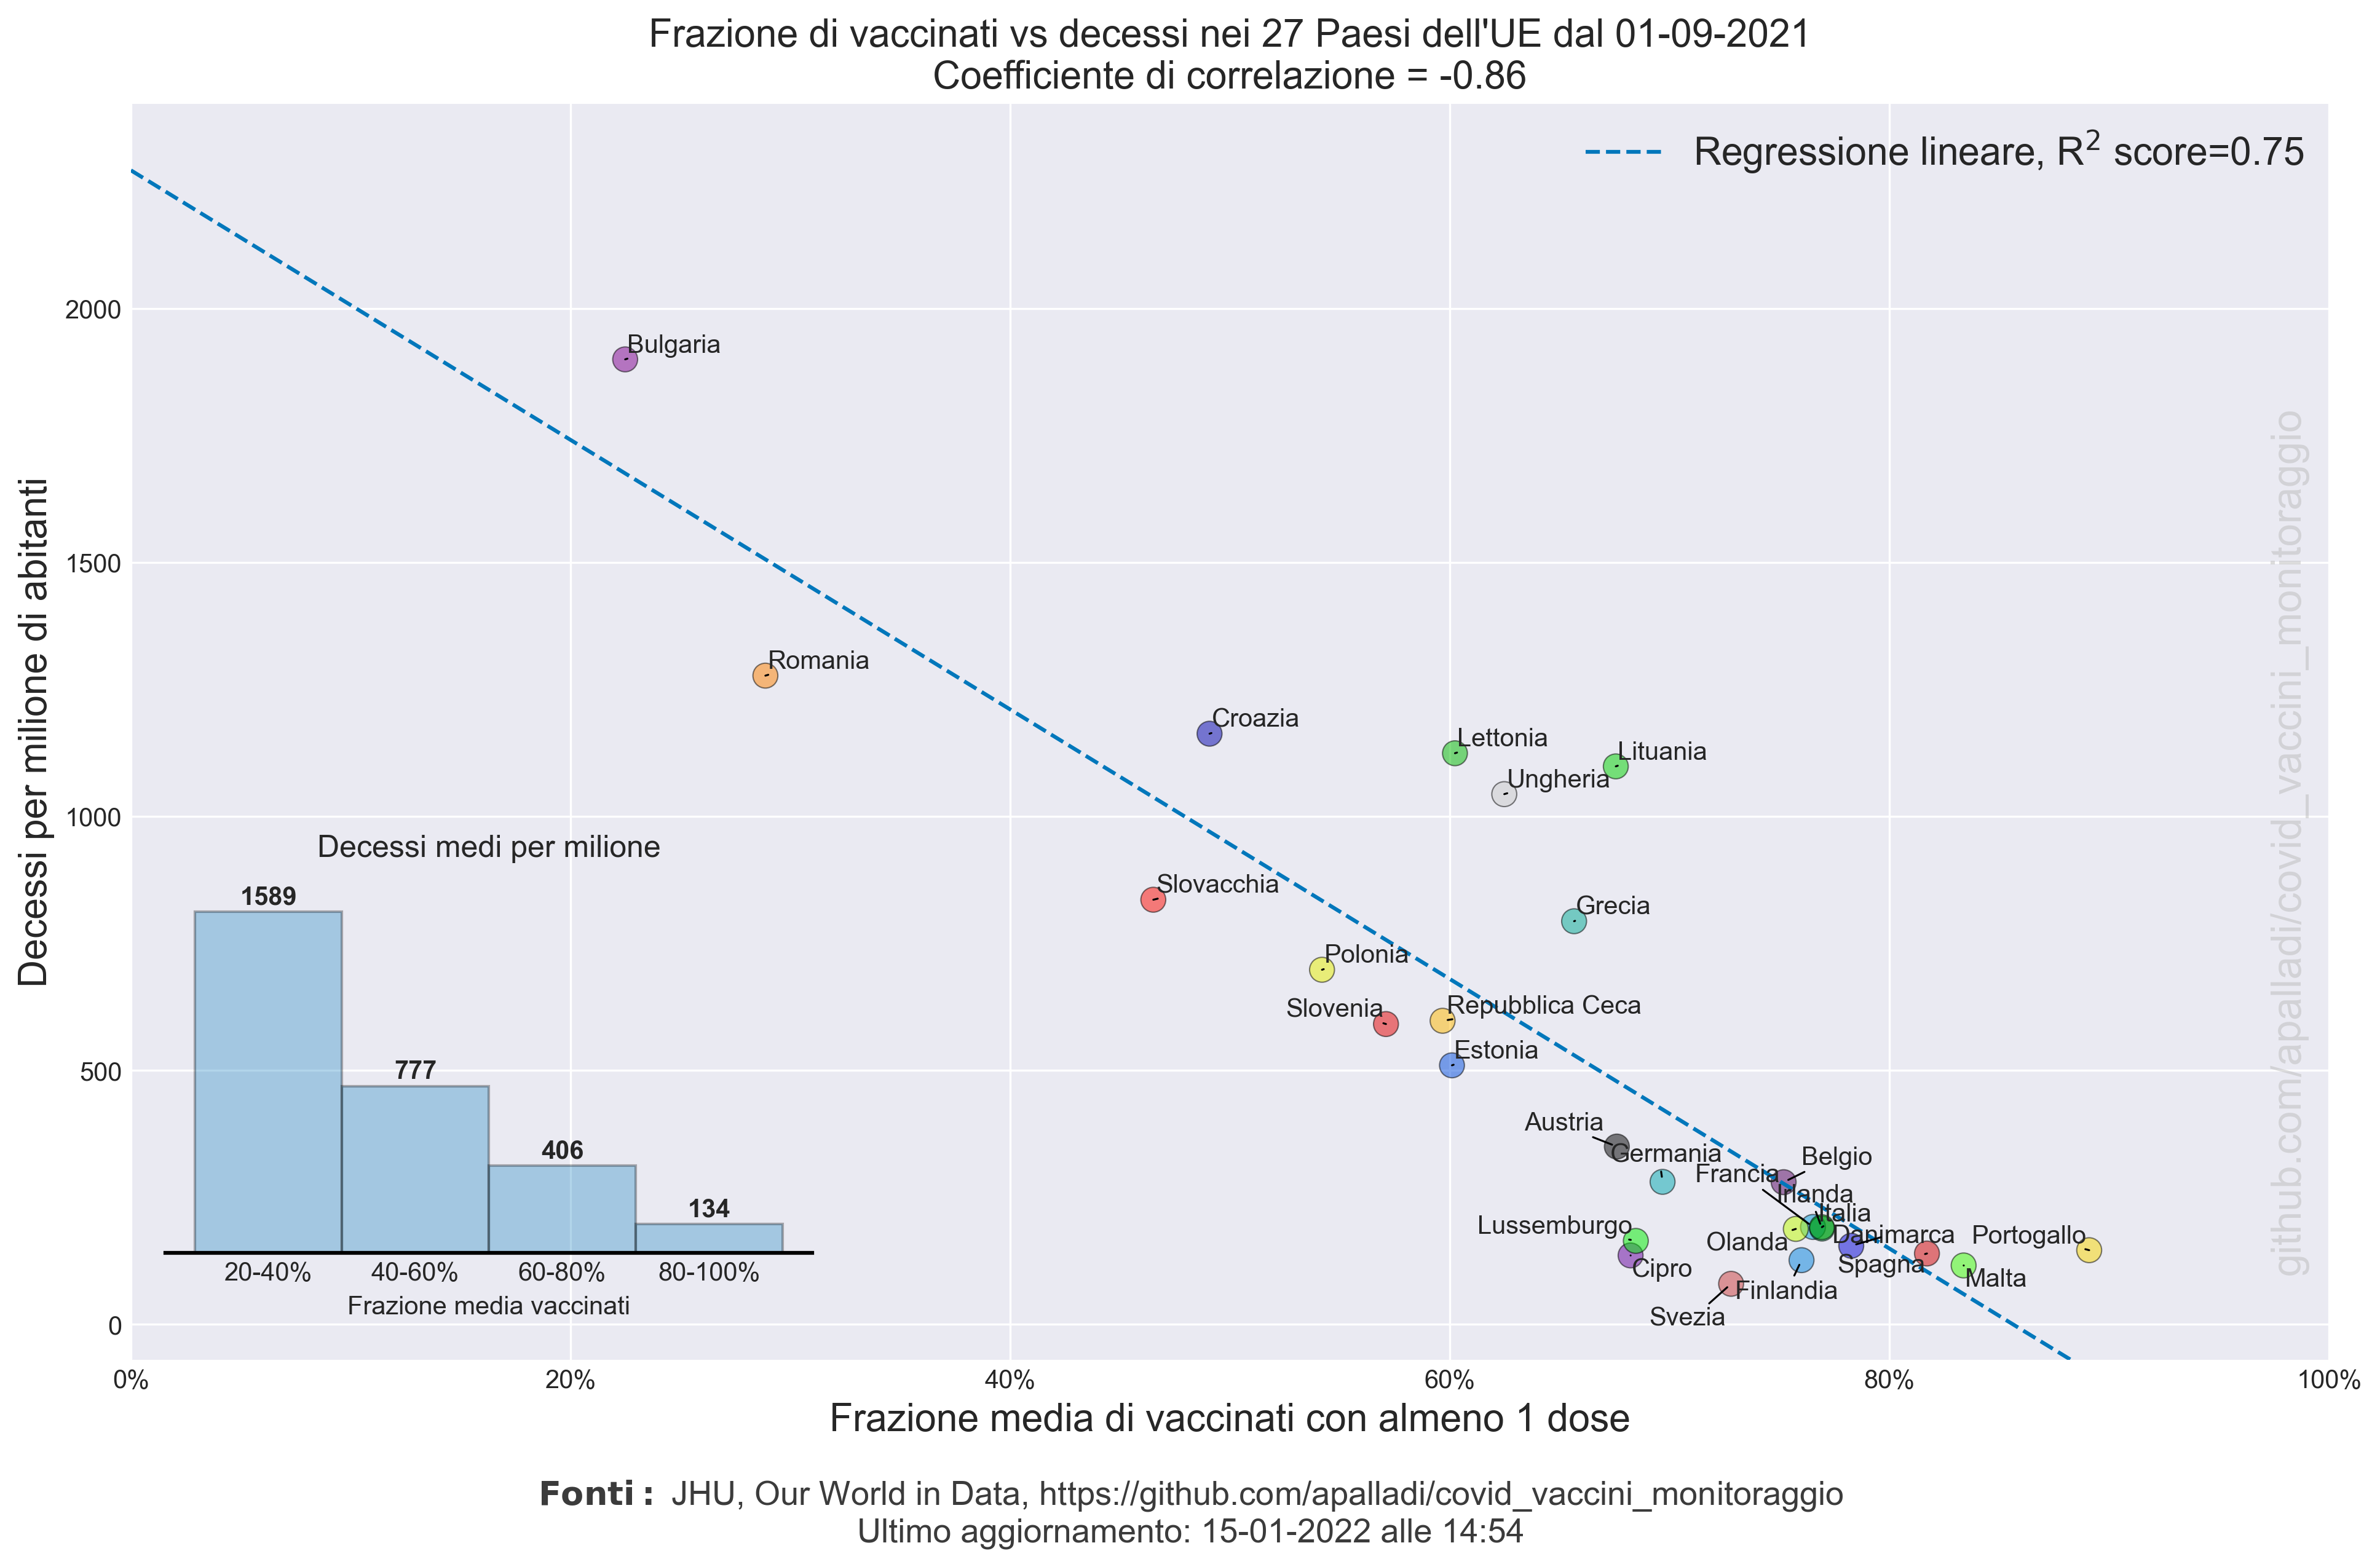 Frazione di vaccinati vs decessi nei 27 Paesi dell'UE dal 01-09-2021
Coefficiente di correlazione = -0.86
Regressione lineare, R² score=0.75
Decessi per milione di abitanti
2000
1500
1000
500
0
Bulgaria
Romania
Croazia
Lettonia
Lituania
Ungheria
Slovacchia
Grecia
Polonia
Slovenia
Repubblica Ceca
Estonia
Austria
Germania
Belgio
Francia
Irlanda
Italia
Lussemburgo
Olanda
Danimarca
Portogallo
Cipro
Spagna
Malta
Finlandia
Svezia
Decessi medi per milione
1589
777
406
134
20-40%
40-60%
60-80%
80-100%
Frazione media vaccinati
github.com/apalladi/covid_vaccini_monitoraggio
0%
20%
40%
60%
80%
100%
Frazione media di vaccinati con almeno 1 dose
Fonti: JHU, Our World in Data, https://github.com/apalladi/covid_vaccini_monitoraggio
Ultimo aggiornamento: 15-01-2022 alle 14:54